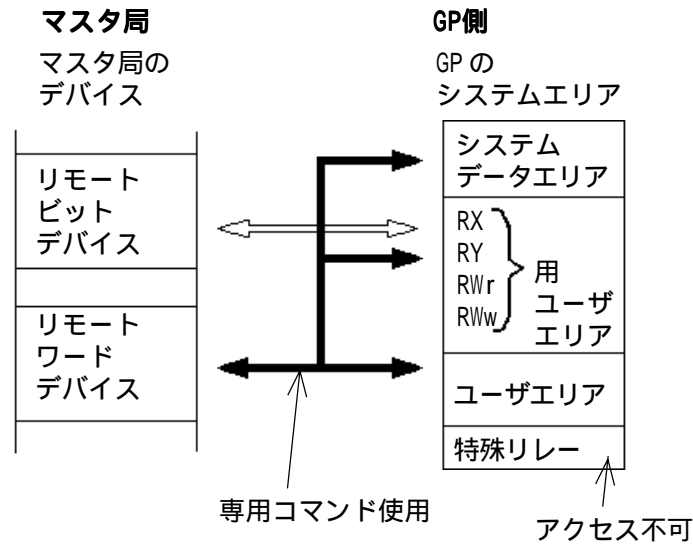 マスタ局
マスタ局の
デバイス
リモート
ビット
デバイス
リモート
ワード
デバイス
GP側
GP の
システムエリア
システム
データエリア
RX
RY
RWr
RWw
用
ユーザ
エリア
ユーザエリア
特殊リレー
専用コマンド使用
アクセス不可